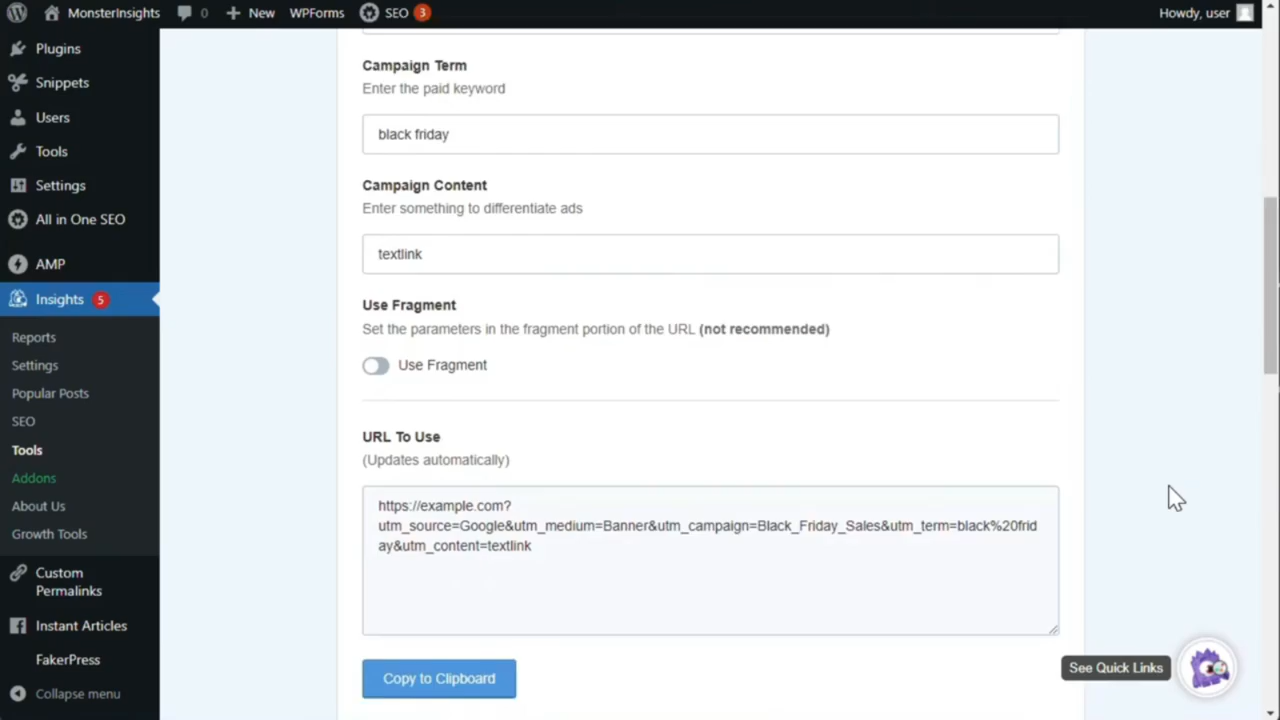 MonsterInsights 0 New WPForms SEO 3 Howdy, user
Plugins
Snippets
Users
Tools
Settings
All in One SEO
AMP
Insights 5
Reports
Settings
Popular Posts
SEO
Tools
Addons
About Us
Growth Tools
Custom
Permalinks
Instant Articles
FakerPress
Collapse menu
Campaign Term
Enter the paid keyword
black friday
Campaign Content
Enter something to differentiate ads
textlink
Use Fragment
Set the parameters in the fragment portion of the URL (not recommended)
Use Fragment
URL To Use
(Updates automatically)
https://example.com?
utm_source=Google&utm_medium=Banner&utm_campaign=Black_Friday_Sales&utm_term=black%20frid
ay&utm_content=textlink
Copy to Clipboard
See Quick Links